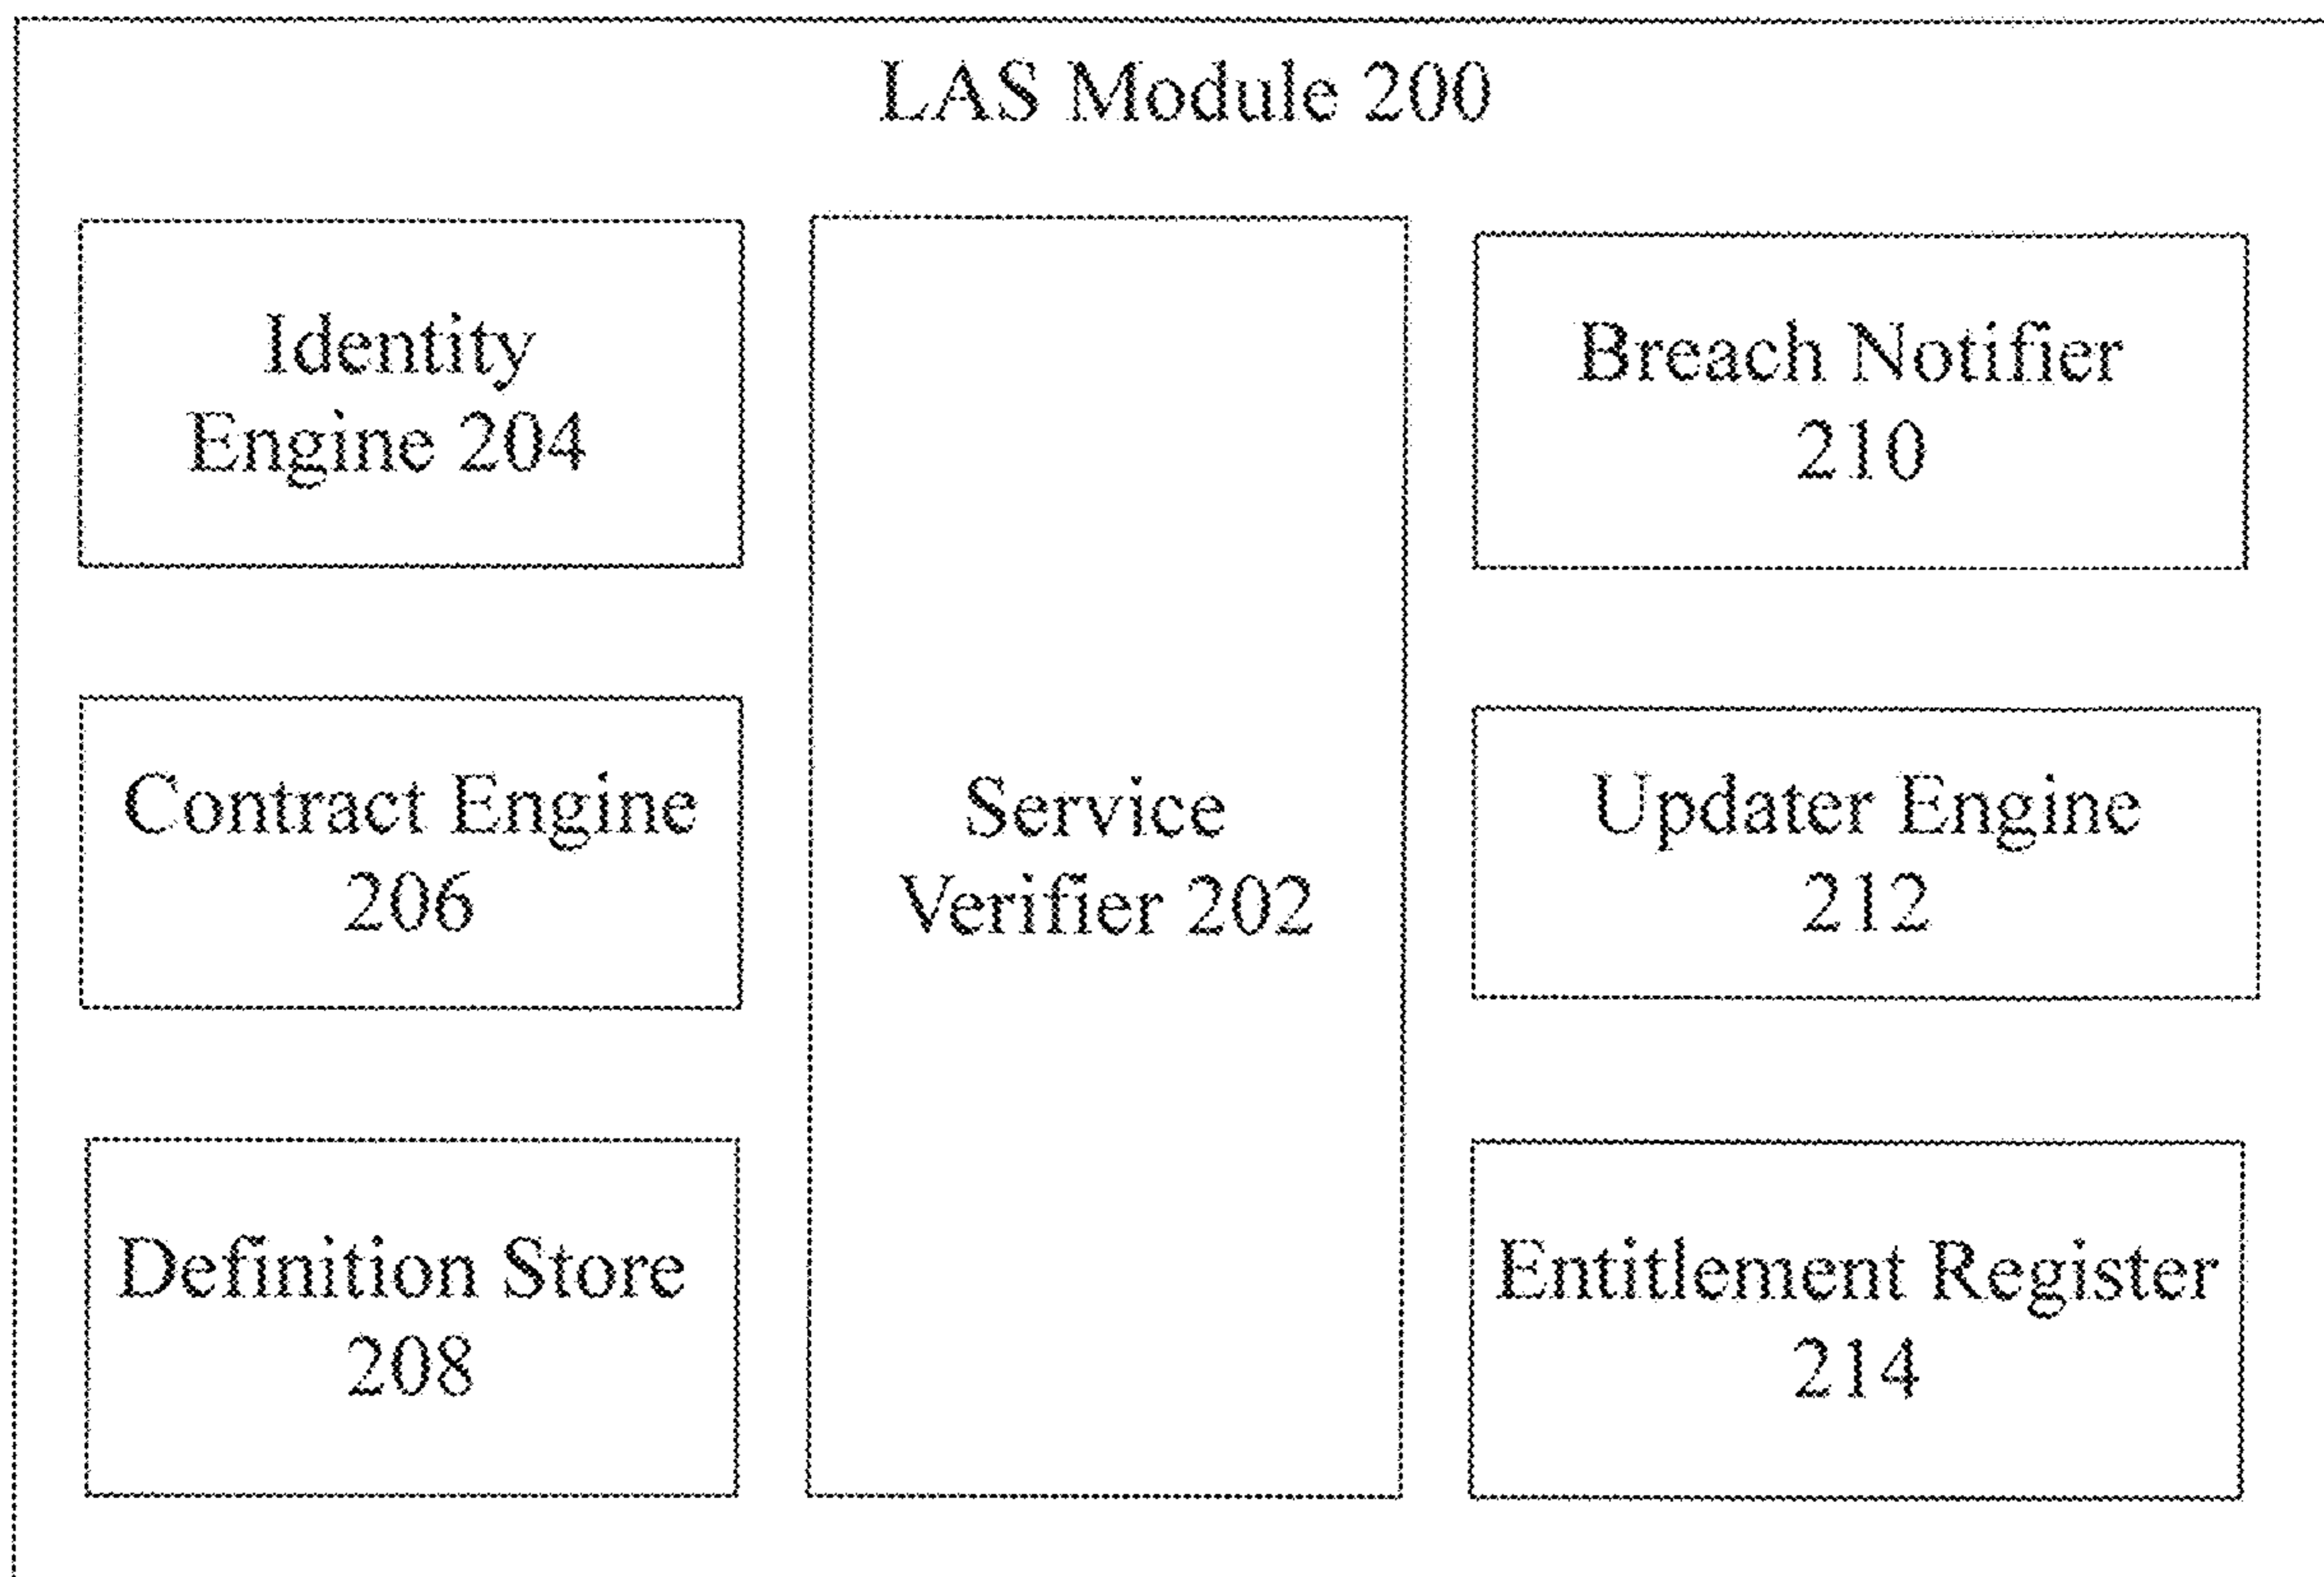 LAS Module 200
Identity
Engine 204
Contract Engine
206
Definition Store
208
Service
Verifier 202
Breach Notifier
210
Updater Engine
212
Entitlement Register
214